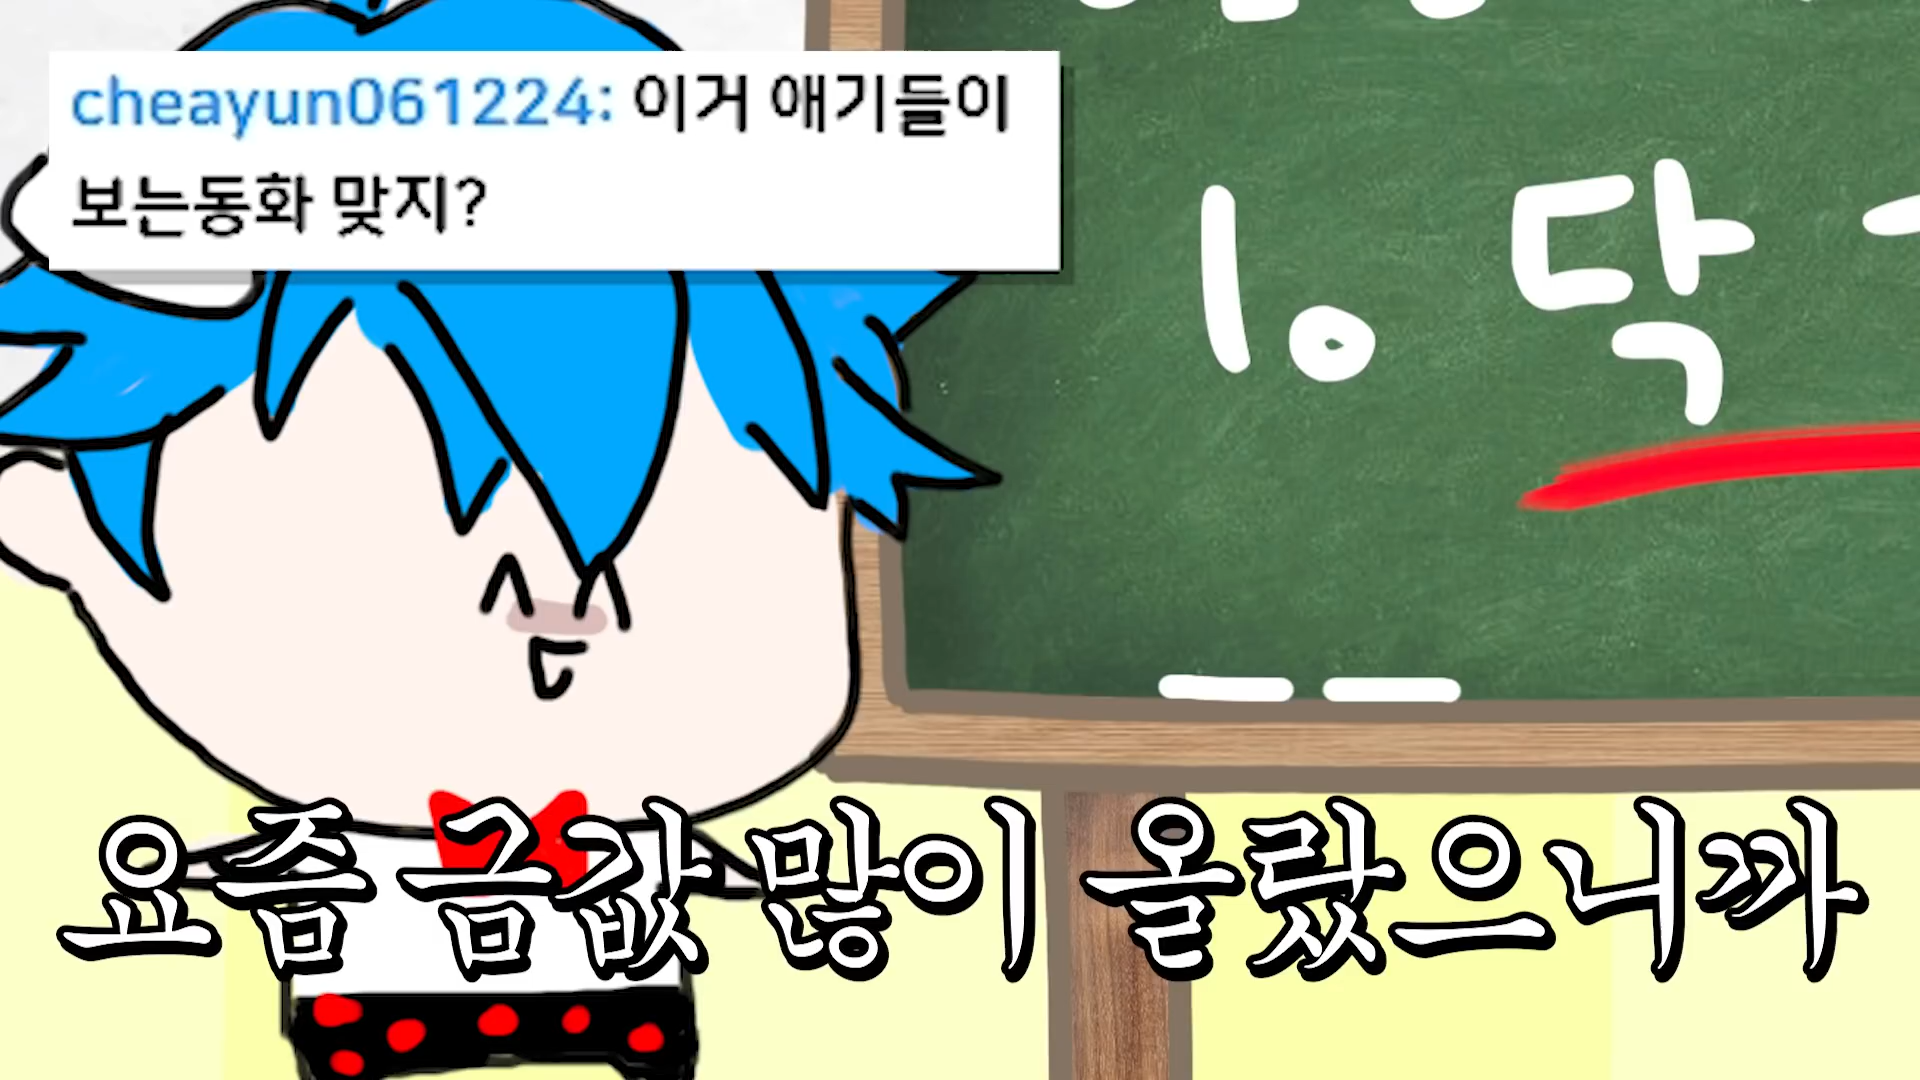 cheayun061224: 이거 얘기들이
보는동화 맞지?
1. 닥
요즘 금값 많이 올랐으니까